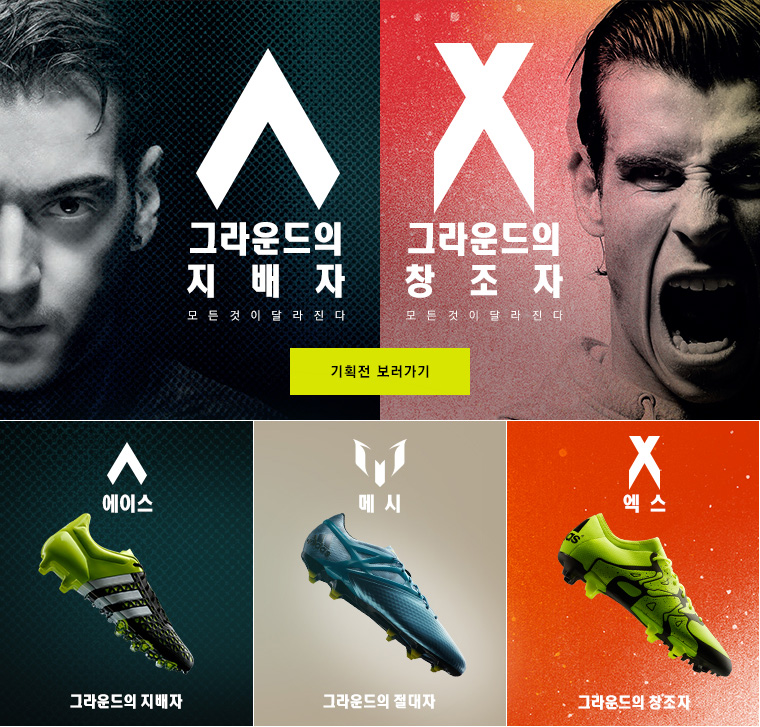 그라운드의
지배자
모든것이달라진다
X
그라운드의
창조자
모든것이달라진다
기획전 보러가기
에이스
그라운드의 지배자
메시
adidas
그라운드의 절대자
X
엑스
adidas
그라운드의 창조자